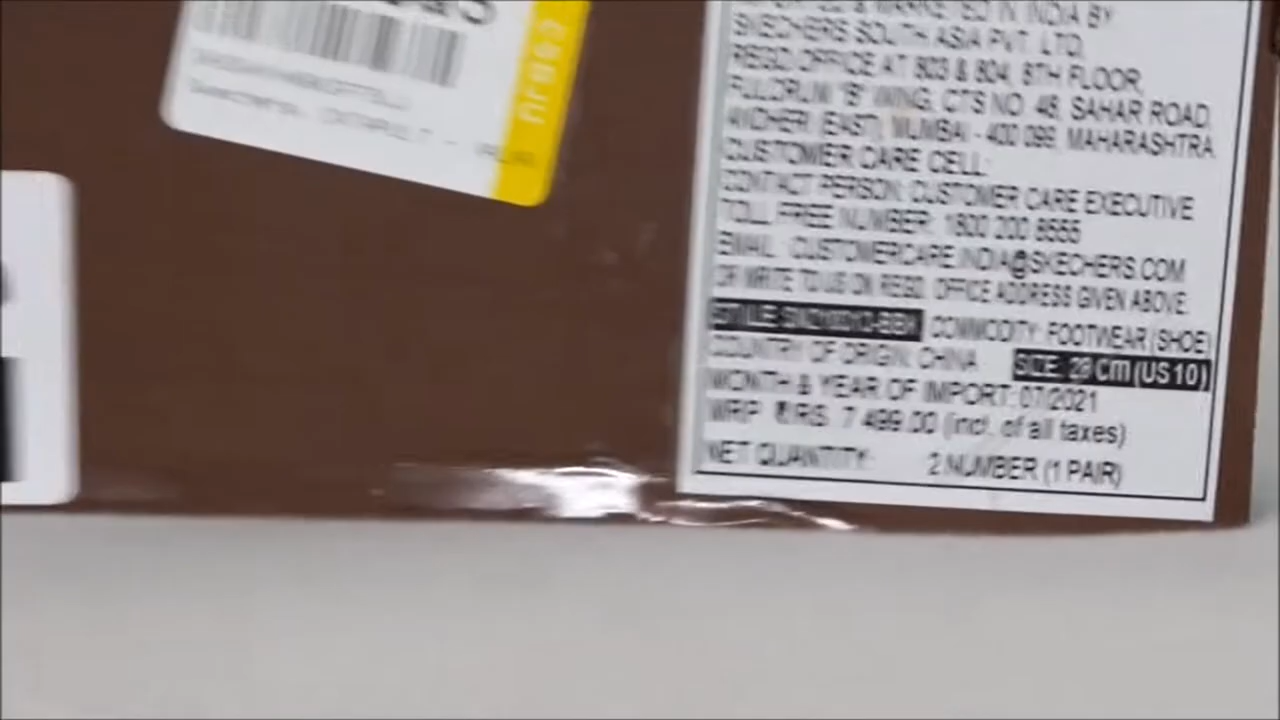 & MARKETED IN INDIA BY
SKECHERS SOUTH ASIA PVT. LTD,
REGD.OFFICE AT 803 & 804, 8TH FLOOR,
FULCRUM "B" WING, CTS NO 48, SAHAR ROAD,
ANDHERI (EAST), MUMBAI - 400 099, MAHARASHTRA
CUSTOMER CARE CELL:
CONTACT PERSON: CUSTOMER CARE EXECUTIVE
TOLL FREE NUMBER: 1800 200 8555
EMAIL : CUSTOMERCARE.INDIA@SKECHERS.COM
OR WRITE TO US ON REGD. OFFICE ADDRESS GIVEN ABOVE.
COMMODITY: FOOTWEAR (SHOE)
COUNTRY OF ORIGIN: CHINA SIZE: 28 Cm (US 10)
MONTH & YEAR OF IMPORT: 07/2021
MRP ₹ RS. 7 499.00 (incl. of all taxes)
NET QUANTITY: 2 NUMBER (1 PAIR)